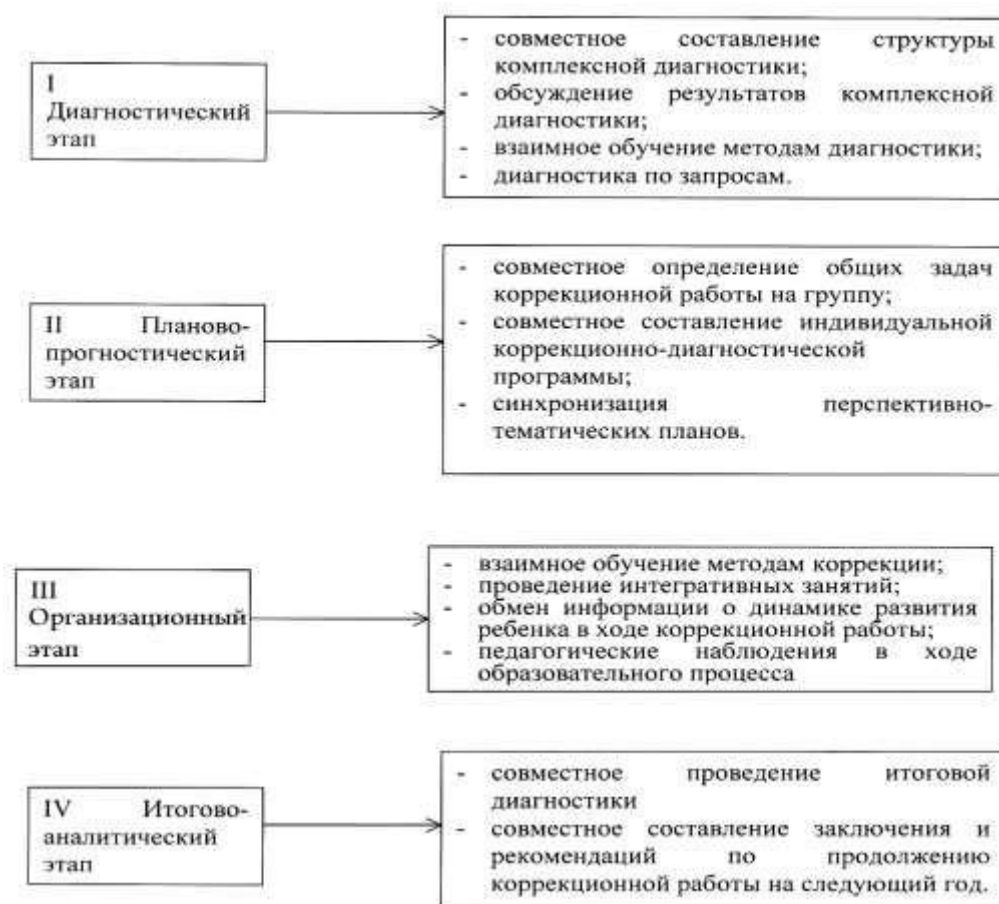 I
Диагностический
этап
- совместное составление структуры
комплексной диагностики;
- обсуждение результатов комплексной
диагностики;
- взаимное обучение методам диагностики;
- диагностика по запросам.
II Планово-
прогностический
этап
- совместное определение общих задач
коррекционной работы на группу;
- совместное составление индивидуальной
коррекционно-диагностической
программы;
- синхронизация перспективно-
тематических планов.
III
Организационный
этап
- взаимное обучение методам коррекции;
- проведение интегративных занятий;
- обмен информации о динамике развития
ребенка в ходе коррекционной работы;
- педагогические наблюдения в ходе
образовательного процесса
IV Итогово-
аналитический
этап
- совместное проведение итоговой
диагностики
- совместное составление заключения и
рекомендаций по продолжению
коррекционной работы на следующий год.